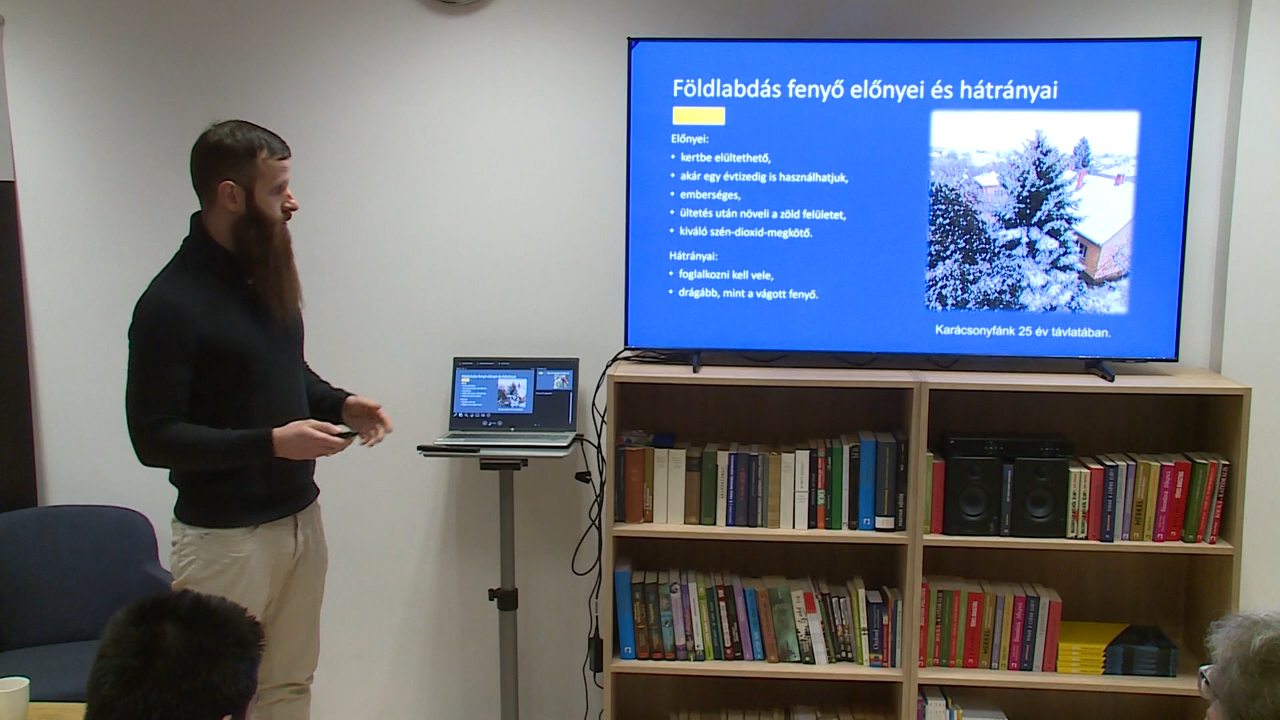 Földlabdás fenyő előnyei és hátrányai
Előnyei:
• kertbe elültethető,
• akár egy évtizedig is használhatjuk,
• emberséges,
• ültetés után növeli a zöld felületet,
• kiváló szén-dioxid-megkötő.
Hátrányai:
• foglalkozni kell vele,
• drágább, mint a vágott fenyő.
Karácsonyfánk 25 év távlatában.